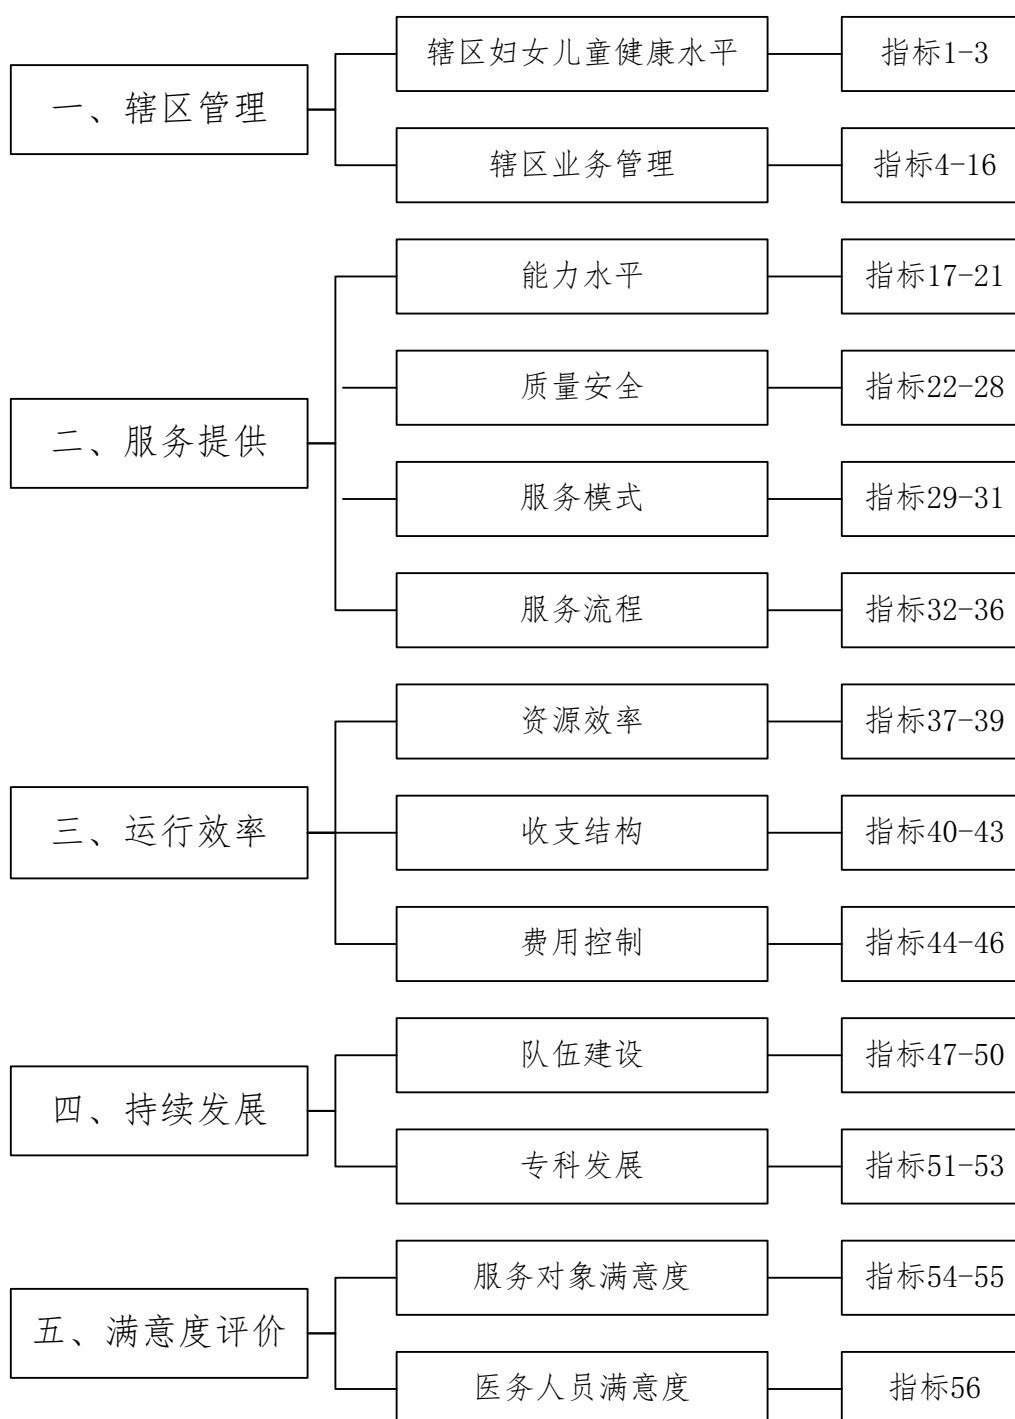 一、辖区管理
辖区妇女儿童健康水平
指标1-3
辖区业务管理
指标4-16
二、服务提供
能力水平
指标17-21
质量安全
指标22-28
服务模式
指标29-31
服务流程
指标32-36
三、运行效率
资源效率
指标37-39
收支结构
指标40-43
费用控制
指标44-46
四、持续发展
队伍建设
指标47-50
专科发展
指标51-53
五、满意度评价
服务对象满意度
指标54-55
医务人员满意度
指标56